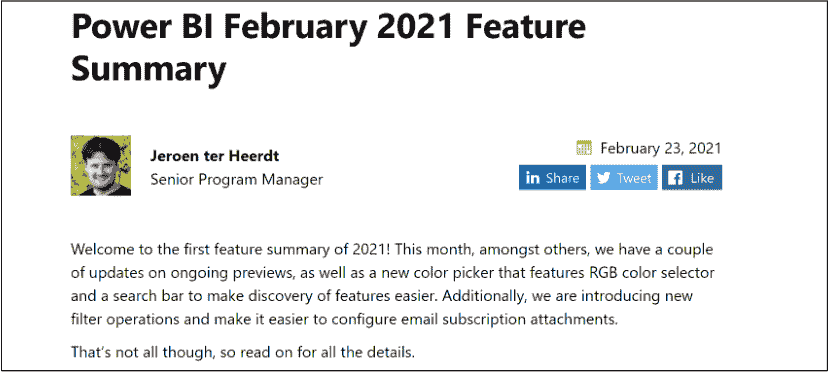 Power BI February 2021 Feature
Summary
Jeroen ter Heerdt
Senior Program Manager
February 23, 2021
in Share
Tweet
Like
Welcome to the first feature summary of 2021! This month, amongst others, we have a couple
of updates on ongoing previews, as well as a new color picker that features RGB color selector
and a search bar to make discovery of features easier. Additionally, we are introducing new
filter operations and make it easier to configure email subscription attachments.
That's not all though, so read on for all the details.